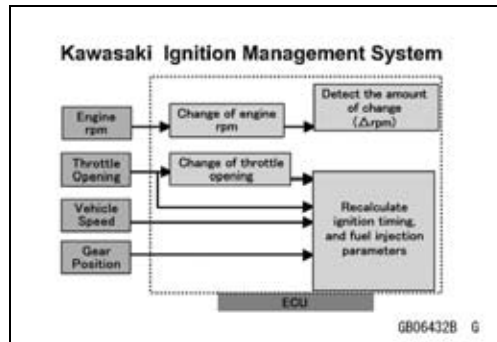 Kawasaki Ignition Management System
Engine
rpm
Change of engine
rpm
Detect the amount
of change
(△rpm)
Throttle
Opening
Change of throttle
opening
Vehicle
Speed
Gear
Position
Recalculate
ignition timing,
and fuel injection
parameters
ECU
GB06432B G